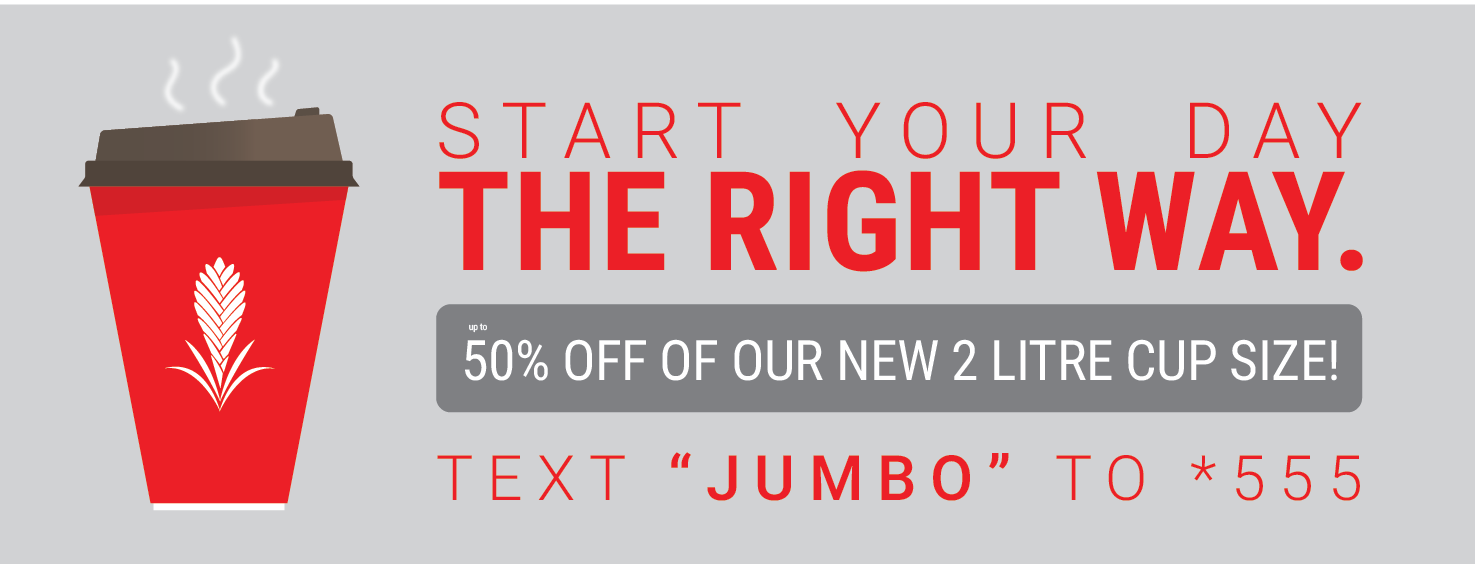 START YOUR DAY
THE RIGHT WAY.
up to
50% OFF OF OUR NEW 2 LITRE CUP SIZE!
TEXT “JUMBO” TO *555